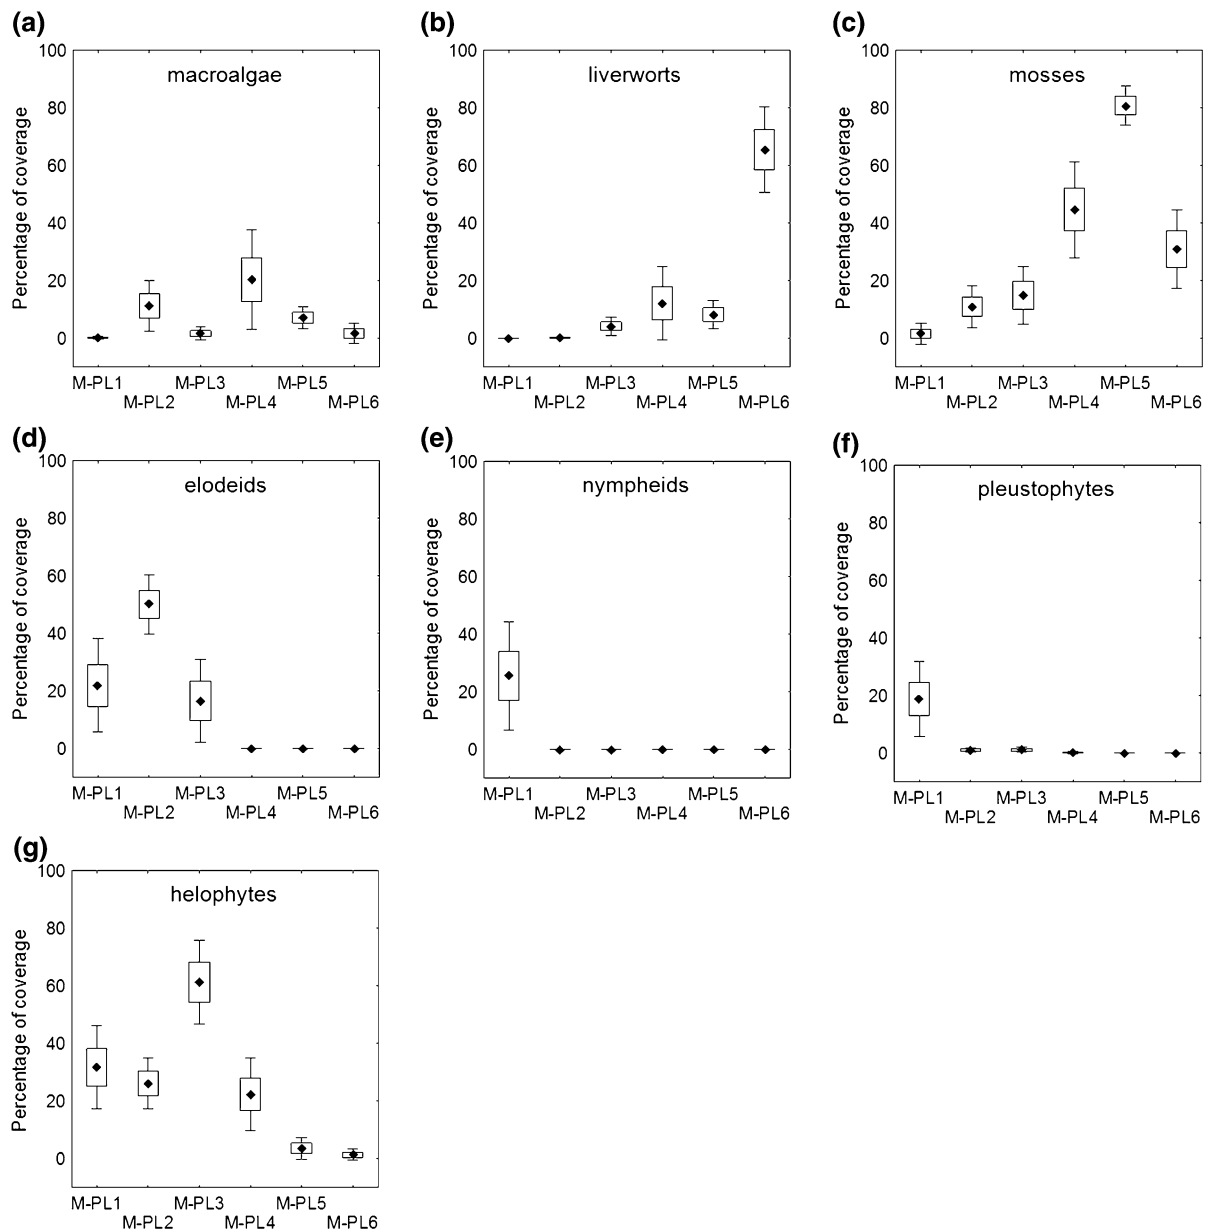 (a)
macroalgae
Percentage of coverage
100
80
60
40
20
0
M-PL1 M-PL3 M-PL5
M-PL2 M-PL4 M-PL6
(b)
liverworts
Percentage of coverage
100
80
60
40
20
0
M-PL1 M-PL3 M-PL5
M-PL2 M-PL4 M-PL6
(c)
mosses
Percentage of coverage
100
80
60
40
20
0
M-PL1 M-PL3 M-PL5
M-PL2 M-PL4 M-PL6
(d)
elodeids
Percentage of coverage
100
80
60
40
20
0
M-PL1 M-PL3 M-PL5
M-PL2 M-PL4 M-PL6
(e)
nympheids
Percentage of coverage
100
80
60
40
20
0
M-PL1 M-PL3 M-PL5
M-PL2 M-PL4 M-PL6
(f)
pleustophytes
Percentage of coverage
100
80
60
40
20
0
M-PL1 M-PL3 M-PL5
M-PL2 M-PL4 M-PL6
(g)
helophytes
Percentage of coverage
100
80
60
40
20
0
M-PL1 M-PL3 M-PL5
M-PL2 M-PL4 M-PL6